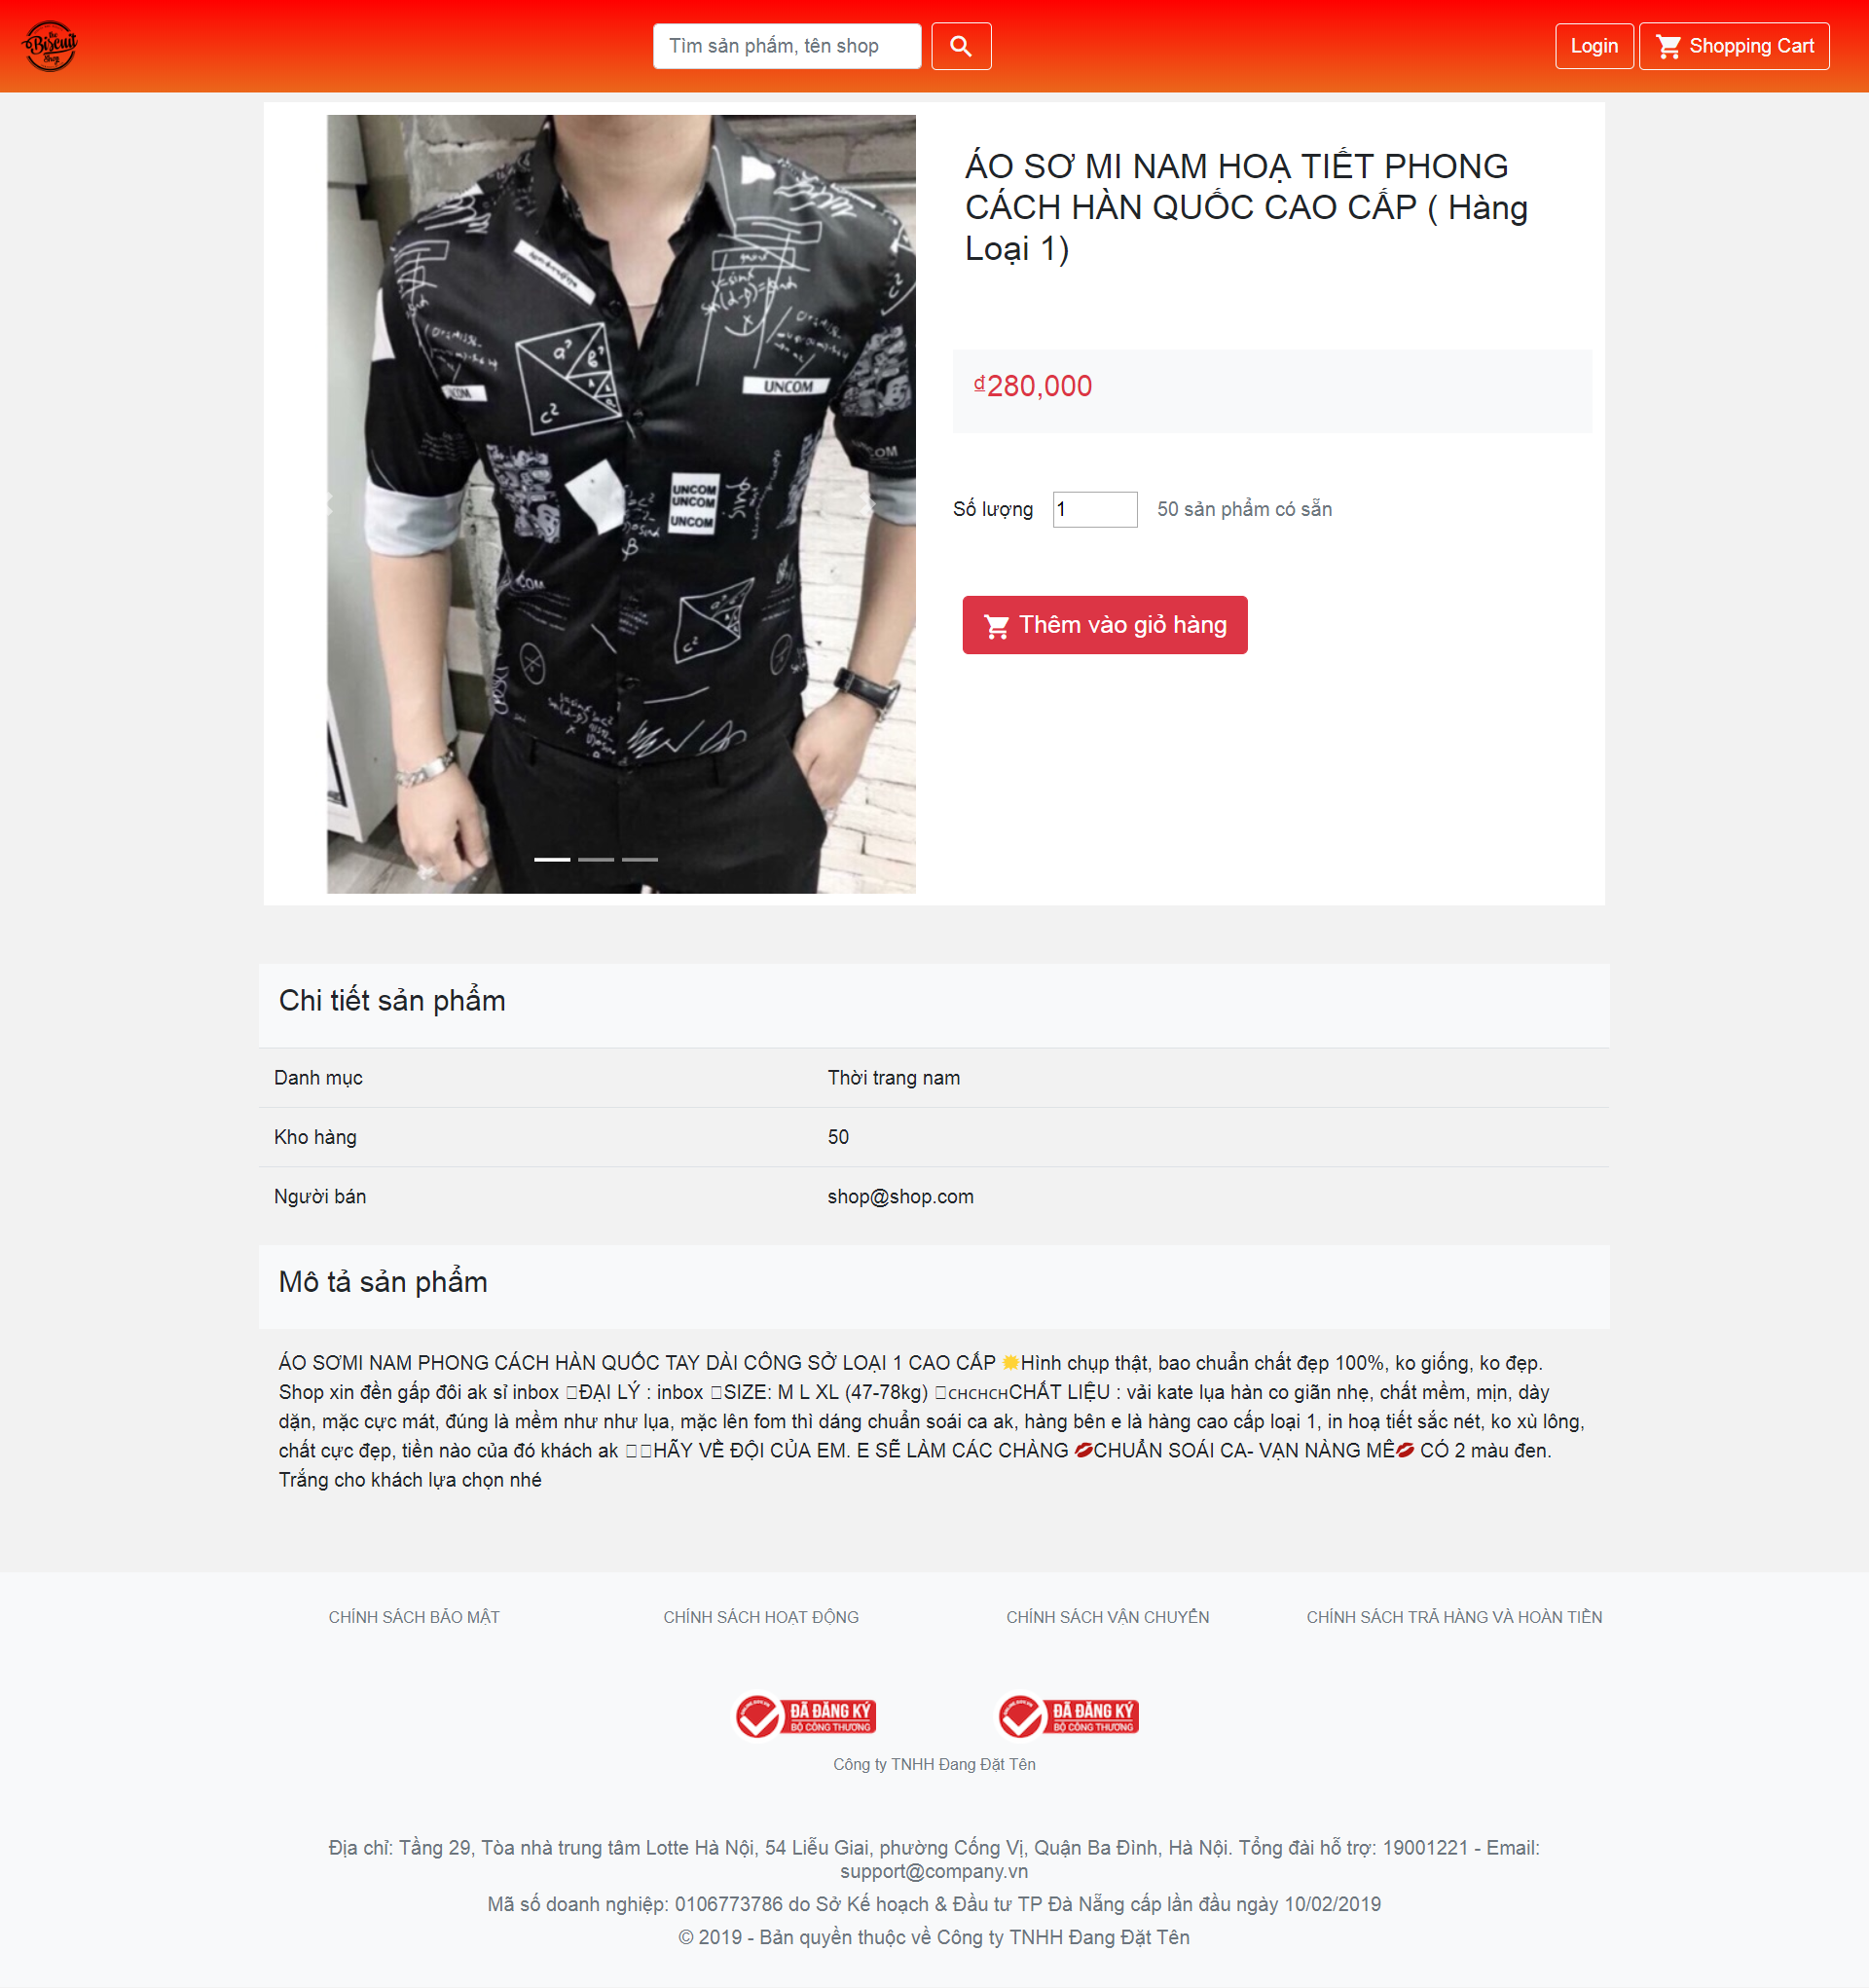 The
Biscuit
Shop
Tìm sản phẩm, tên shop
Login
Shopping Cart
ÁO SƠ MI NAM HOẠ TIẾT PHONG
CÁCH HÀN QUỐC CAO CẤP ( Hàng
Loại 1)
UNCOM
UNCOM
UNCOM
UNCOM
₫280,000
Số lượng 1 50 sản phẩm có sẵn
Thêm vào giỏ hàng
Chi tiết sản phẩm
Danh mục Thời trang nam
Kho hàng 50
Người bán shop@shop.com
Mô tả sản phẩm
ÁO SƠMI NAM PHONG CÁCH HÀN QUỐC TAY DÀI CÔNG SỞ LOẠI 1 CAO CẤP Hình chụp thật, bao chuẩn chất đẹp 100%, ko giống, ko đẹp.
Shop xin đền gấp đôi ak sỉ inbox ĐẠI LÝ : inbox SIZE: M L XL (47-78kg) ᴄʜᴄʜᴄʜCHẤT LIỆU : vải kate lụa hàn co giãn nhẹ, chất mềm, mịn, dày
dặn, mặc cực mát, đúng là mềm như như lụa, mặc lên fom thì dáng chuẩn soái ca ak, hàng bên e là hàng cao cấp loại 1, in hoạ tiết sắc nét, ko xù lông,
chất cực đẹp, tiền nào của đó khách ak HÃY VỀ ĐỘI CỦA EM. E SẼ LÀM CÁC CHÀNG 💋CHUẨN SOÁI CA- VẠN NÀNG MÊ💋 CÓ 2 màu đen.
Trắng cho khách lựa chọn nhé
CHÍNH SÁCH BẢO MẬT
CHÍNH SÁCH HOẠT ĐỘNG
CHÍNH SÁCH VẬN CHUYỂN
CHÍNH SÁCH TRẢ HÀNG VÀ HOÀN TIỀN
ĐÃ ĐĂNG KÝ
BỘ CÔNG THƯƠNG
ĐÃ ĐĂNG KÝ
BỘ CÔNG THƯƠNG
Công ty TNHH Đang Đặt Tên
Địa chỉ: Tầng 29, Tòa nhà trung tâm Lotte Hà Nội, 54 Liễu Giai, phường Cống Vị, Quận Ba Đình, Hà Nội. Tổng đài hỗ trợ: 19001221 - Email:
support@company.vn
Mã số doanh nghiệp: 0106773786 do Sở Kế hoạch & Đầu tư TP Đà Nẵng cấp lần đầu ngày 10/02/2019
© 2019 - Bản quyền thuộc về Công ty TNHH Đang Đặt Tên